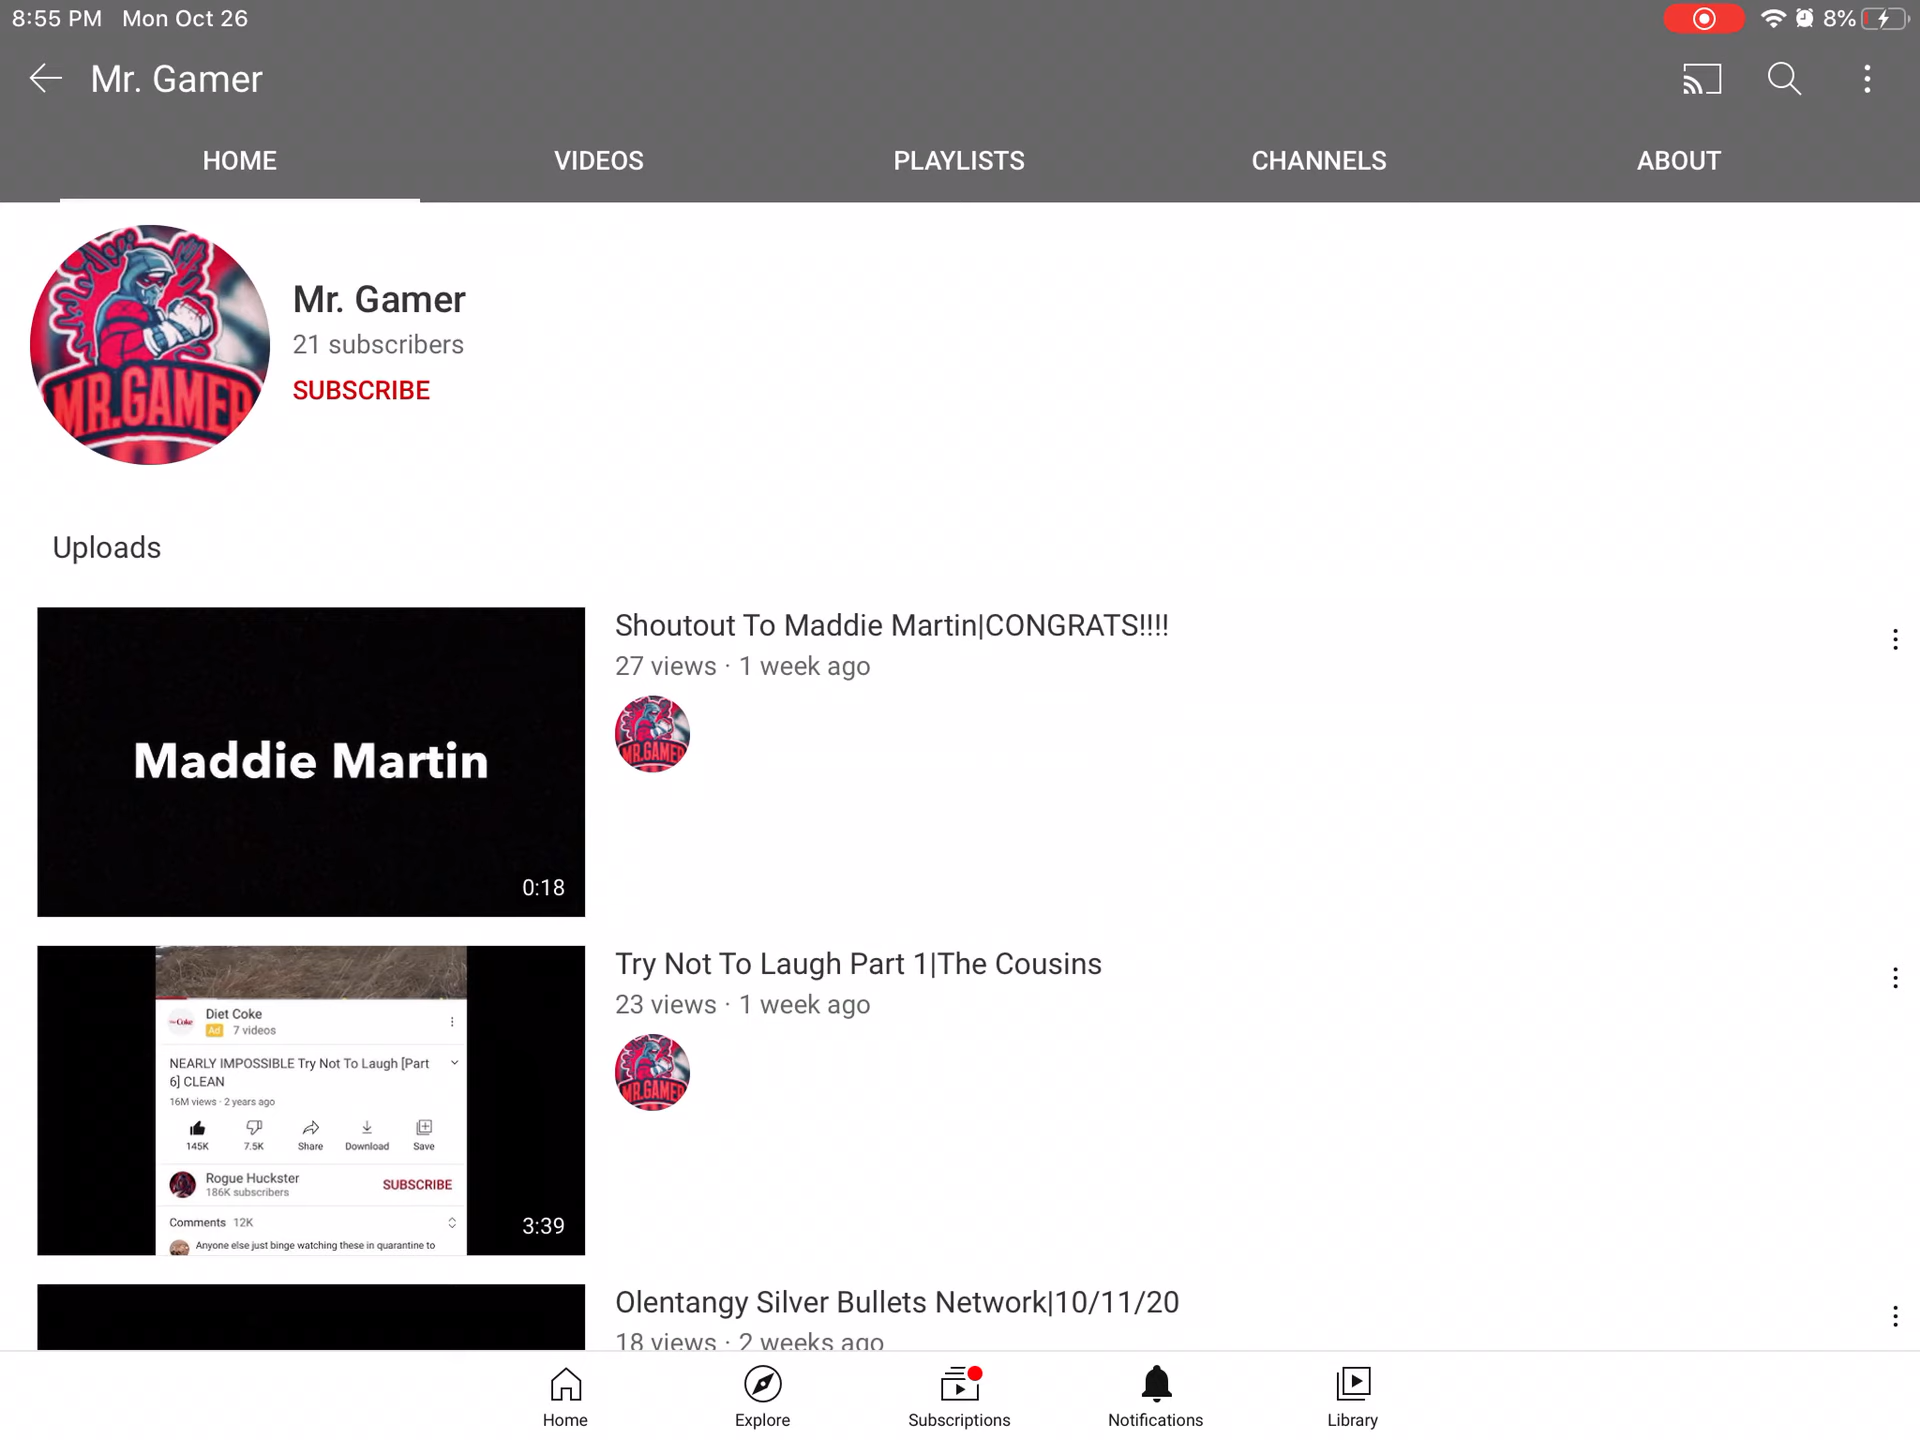 8:55 PM Mon Oct 26
8%
Mr. Gamer
HOME VIDEOS PLAYLISTS CHANNELS ABOUT
MR.GAMER
Mr. Gamer
21 subscribers
SUBSCRIBE
Uploads
Maddie Martin
0:18
Shoutout To Maddie Martin|CONGRATS!!!!
27 views · 1 week ago
MR.GAMER
Diet Coke
Ad 7 videos
NEARLY IMPOSSIBLE Try Not To Laugh [Part
6] CLEAN
16M views · 2 years ago
145K 7.5K Share Download Save
Rogue Huckster
186K subscribers
SUBSCRIBE
Comments 12K
Anyone else just binge watching these in quarantine to
3:39
Try Not To Laugh Part 1|The Cousins
23 views · 1 week ago
MR.GAMER
Olentangy Silver Bullets Network|10/11/20
18 views · 2 weeks ago
Home Explore Subscriptions Notifications Library